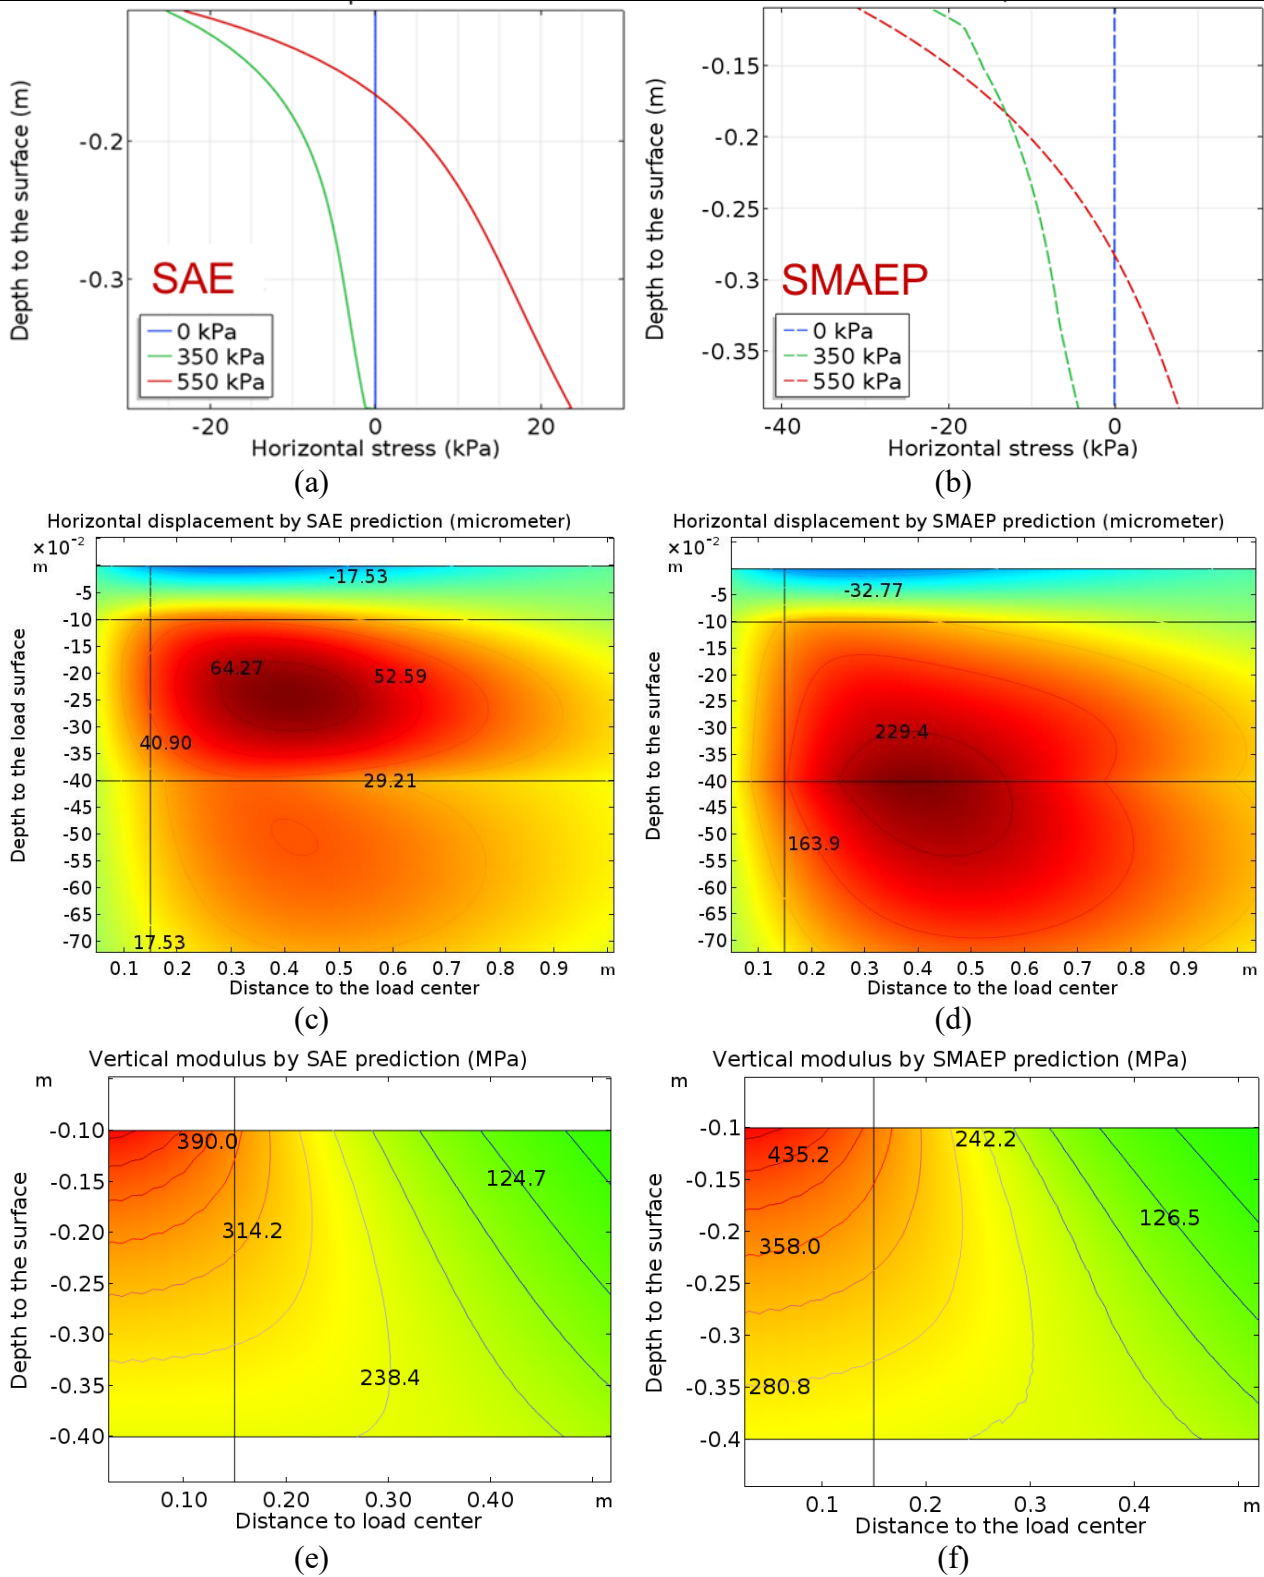 Depth to the surface (m)
-0.2
-0.3
SAE
0 kPa
350 kPa
550 kPa
-20 0 20
Horizontal stress (kPa)
(a)
Depth to the surface (m)
-0.15
-0.2
-0.25
-0.3
-0.35
SMAEP
0 kPa
350 kPa
550 kPa
-40 -20 0
Horizontal stress (kPa)
(b)
Horizontal displacement by SAE prediction (micrometer)
×10⁻²
m
Depth to the load surface
-5
-10
-15
-20
-25
-30
-35
-40
-45
-50
-55
-60
-65
-70
-17.53
64.27
52.59
40.90
29.21
17.53
0.1 0.2 0.3 0.4 0.5 0.6 0.7 0.8 0.9 m
Distance to the load center
(c)
Horizontal displacement by SMAEP prediction (micrometer)
×10⁻²
m
Depth to the surface
-5
-10
-15
-20
-25
-30
-35
-40
-45
-50
-55
-60
-65
-70
-32.77
229.4
163.9
0.1 0.2 0.3 0.4 0.5 0.6 0.7 0.8 0.9 m
Distance to the load center
(d)
Vertical modulus by SAE prediction (MPa)
m
Depth to the surface
-0.10
-0.15
-0.20
-0.25
-0.30
-0.35
-0.40
390.0
124.7
314.2
238.4
0.10 0.20 0.30 0.40 m
Distance to load center
(e)
Vertical modulus by SMAEP prediction (MPa)
m
Depth to the surface
-0.1
-0.15
-0.2
-0.25
-0.3
-0.35
-0.4
242.2
435.2
126.5
358.0
280.8
0.1 0.2 0.3 0.4 m
Distance to the load center
(f)